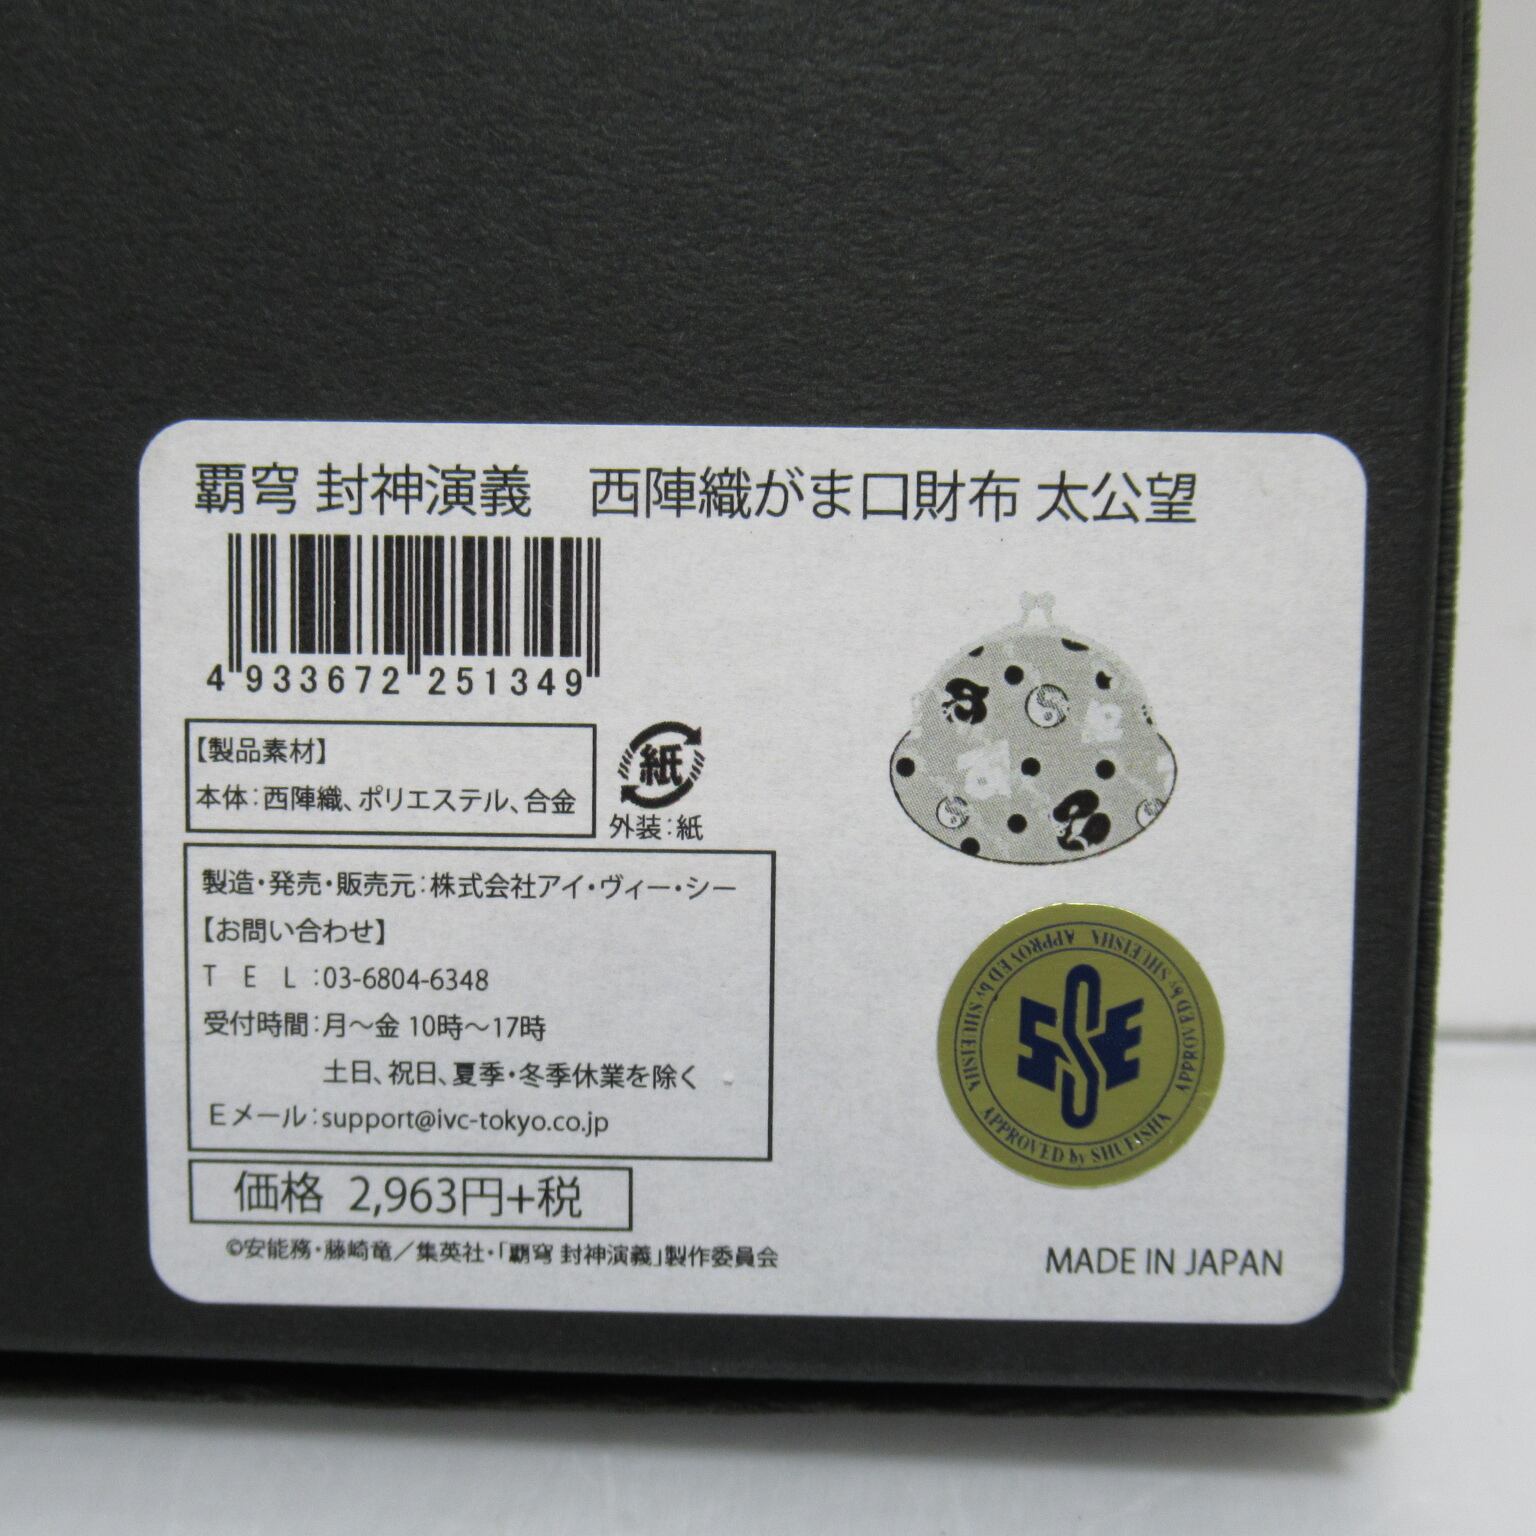 覇穹 封神演義　西陣織がま口財布 太公望
4 933672 251349
【製品素材】
本体：西陣織、ポリエステル、合金
紙
外装：紙
製造・発売・販売元：株式会社アイ・ヴィー・シー
【お問い合わせ】
ＴＥＬ：03-6804-6348
受付時間：月〜金 10時〜17時
土日、祝日、夏季・冬季休業を除く
Ｅメール：support@ivc-tokyo.co.jp
価格 2,963円+税
©安能務・藤崎竜／集英社・「覇穹 封神演義」製作委員会
APPROVED by SHUEISHA APPROVED by SHUEISHA APPROVED by SHUEISHA
SSE
MADE IN JAPAN